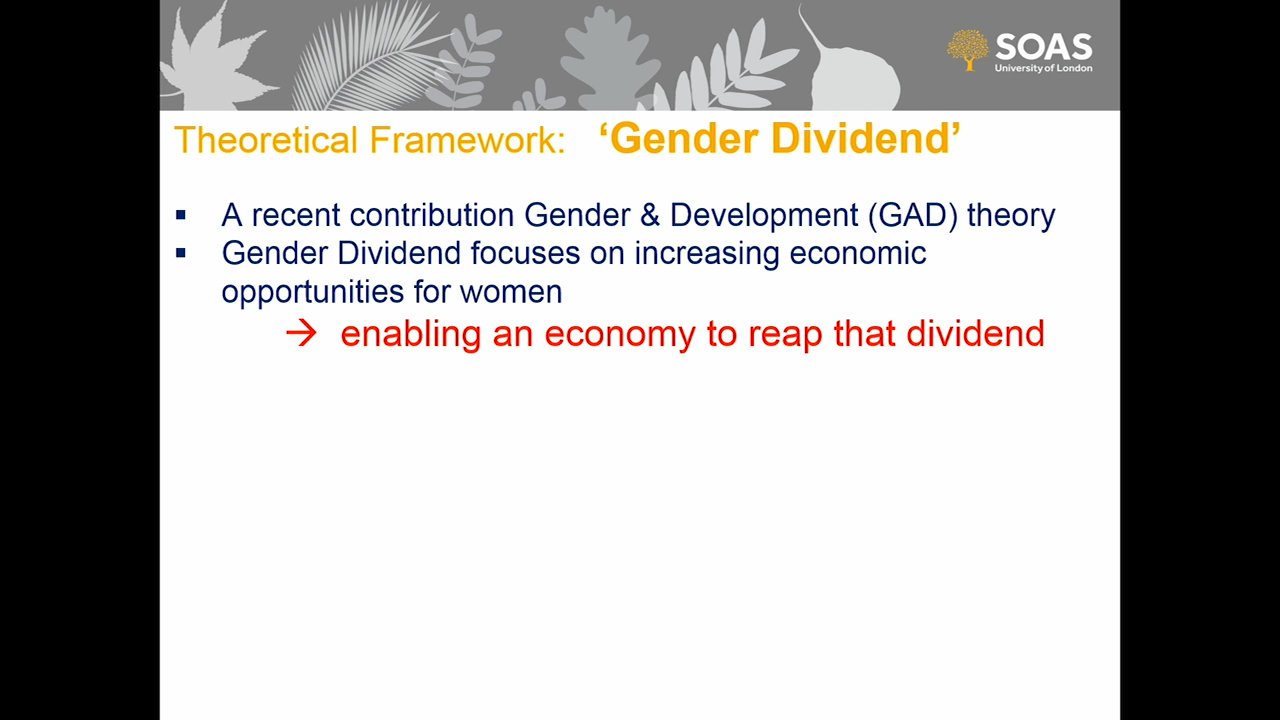 SOAS
University of London
Theoretical Framework: ‘Gender Dividend’
▪ A recent contribution Gender & Development (GAD) theory
▪ Gender Dividend focuses on increasing economic
opportunities for women
→ enabling an economy to reap that dividend